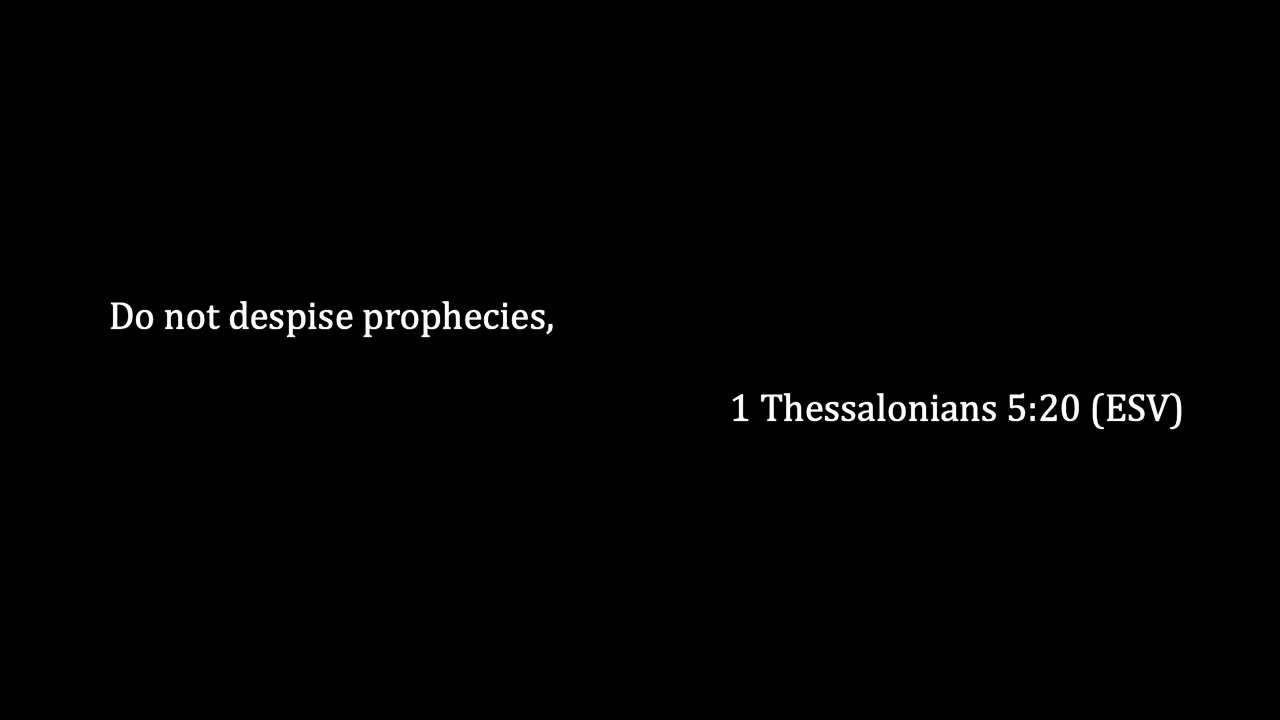 Do not despise prophecies,
1 Thessalonians 5:20 (ESV)